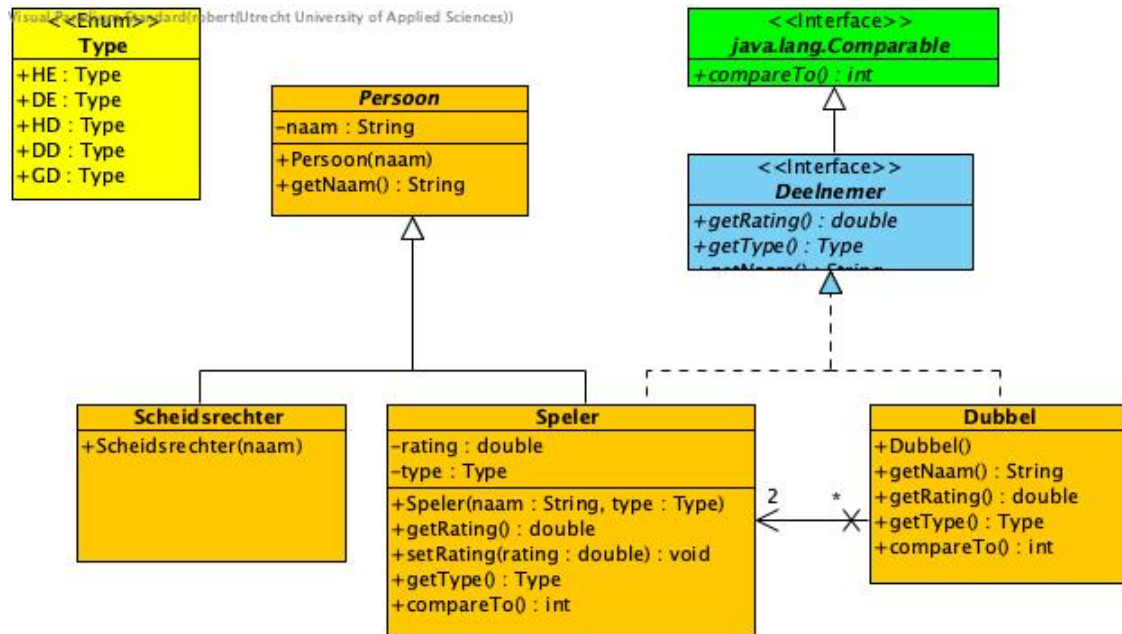 Visual Paradigm Standard(robert(Utrecht University of Applied Sciences))
<<Enum>>
Type
+HE : Type
+DE : Type
+HD : Type
+DD : Type
+GD : Type
Persoon
-naam : String
+Persoon(naam)
+getNaam() : String
<<Interface>>
java.lang.Comparable
+compareTo() : int
<<Interface>>
Deelnemer
+getRating() : double
+getType() : Type
+getNaam() : String
Scheidsrechter
+Scheidsrechter(naam)
Speler
-rating : double
-type : Type
+Speler(naam : String, type : Type)
+getRating() : double
+setRating(rating : double) : void
+getType() : Type
+compareTo() : int
2
*
Dubbel
+Dubbel()
+getNaam() : String
+getRating() : double
+getType() : Type
+compareTo() : int